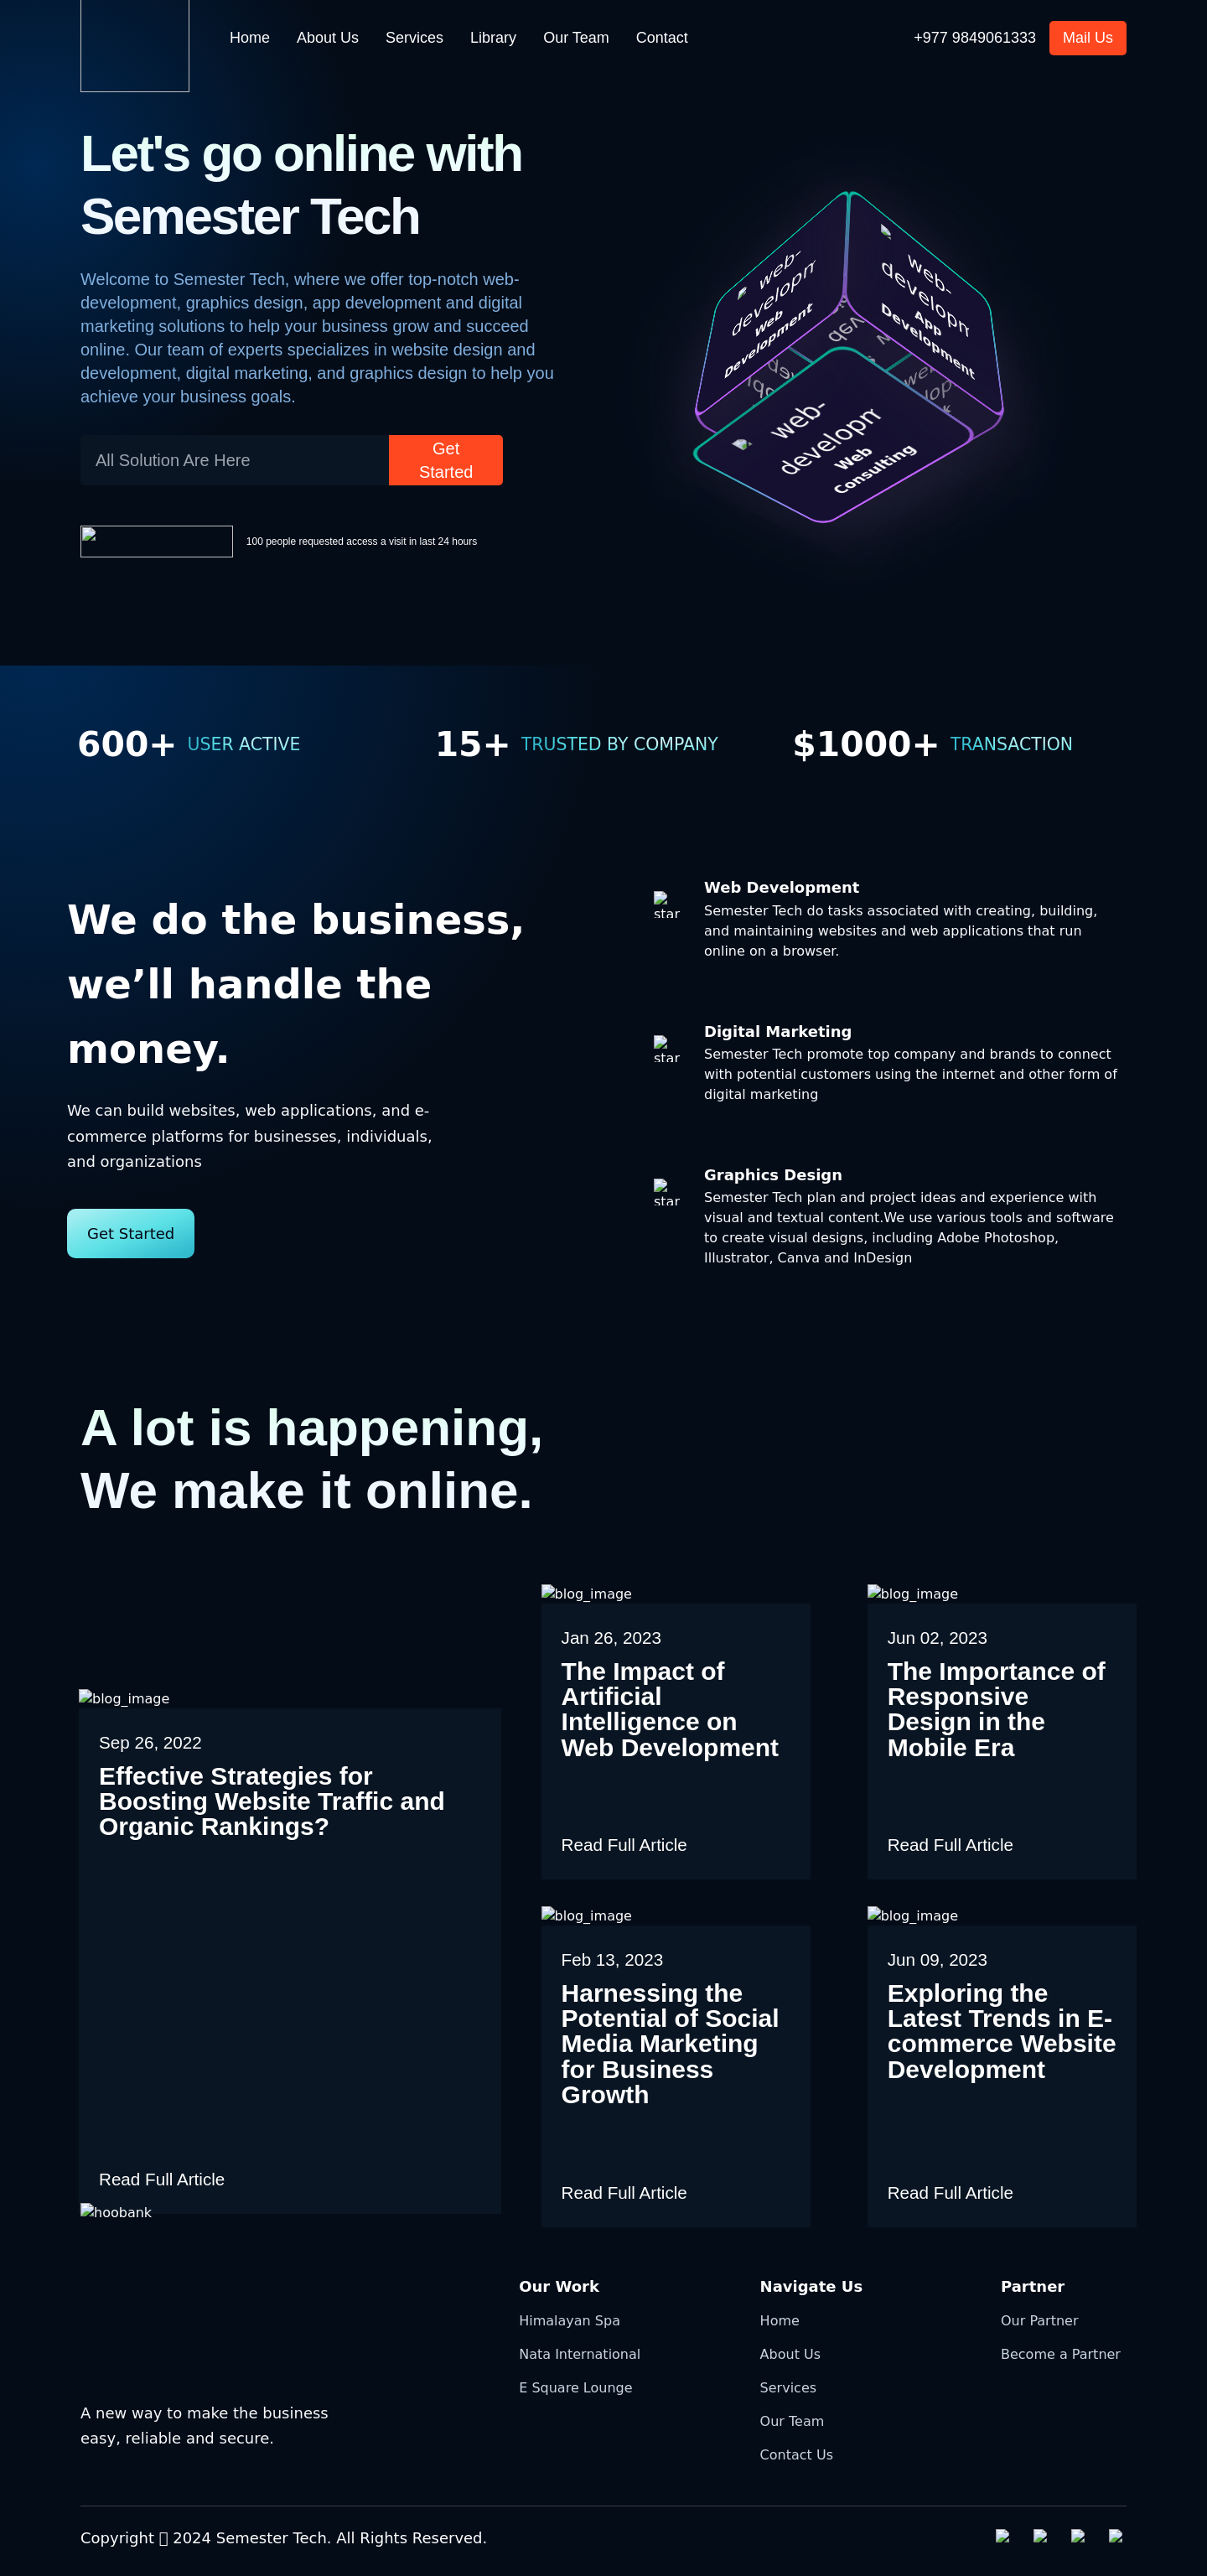 Home About Us Services Library Our Team Contact +977 9849061333 Mail Us
Let's go online with
Semester Tech
Welcome to Semester Tech, where we offer top-notch web-
development, graphics design, app development and digital
marketing solutions to help your business grow and succeed
online. Our team of experts specializes in website design and
development, digital marketing, and graphics design to help you
achieve your business goals.
All Solution Are Here
Get
Started
100 people requested access a visit in last 24 hours
web-
developm
Web
Development
web-
developm
App
Development
web-
developm
Web
Consulting
600+ USER ACTIVE
15+ TRUSTED BY COMPANY
$1000+ TRANSACTION
We do the business,
we’ll handle the
money.
We can build websites, web applications, and e-
commerce platforms for businesses, individuals,
and organizations
Get Started
star
Web Development
Semester Tech do tasks associated with creating, building,
and maintaining websites and web applications that run
online on a browser.
star
Digital Marketing
Semester Tech promote top company and brands to connect
with potential customers using the internet and other form of
digital marketing
star
Graphics Design
Semester Tech plan and project ideas and experience with
visual and textual content.We use various tools and software
to create visual designs, including Adobe Photoshop,
Illustrator, Canva and InDesign
A lot is happening,
We make it online.
blog_image
Sep 26, 2022
Effective Strategies for
Boosting Website Traffic and
Organic Rankings?
Read Full Article
blog_image
Jan 26, 2023
The Impact of
Artificial
Intelligence on
Web Development
Read Full Article
blog_image
Jun 02, 2023
The Importance of
Responsive
Design in the
Mobile Era
Read Full Article
blog_image
Feb 13, 2023
Harnessing the
Potential of Social
Media Marketing
for Business
Growth
Read Full Article
blog_image
Jun 09, 2023
Exploring the
Latest Trends in E-
commerce Website
Development
Read Full Article
hoobank
A new way to make the business
easy, reliable and secure.
Our Work
Himalayan Spa
Nata International
E Square Lounge
Navigate Us
Home
About Us
Services
Our Team
Contact Us
Partner
Our Partner
Become a Partner
Copyright 2024 Semester Tech. All Rights Reserved.